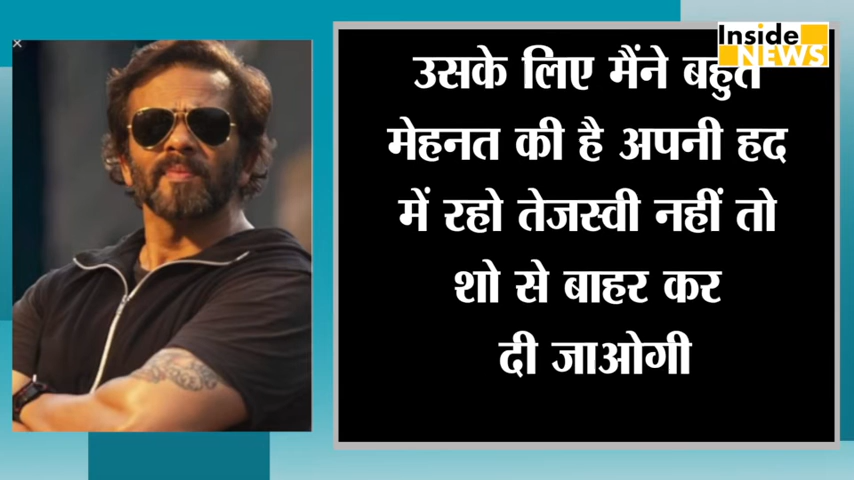 Inside
NEWS
उसके लिए मैंने बहुत
मेहनत की है अपनी हद
में रहो तेजस्वी नहीं तो
शो से बाहर कर
दी जाओगी